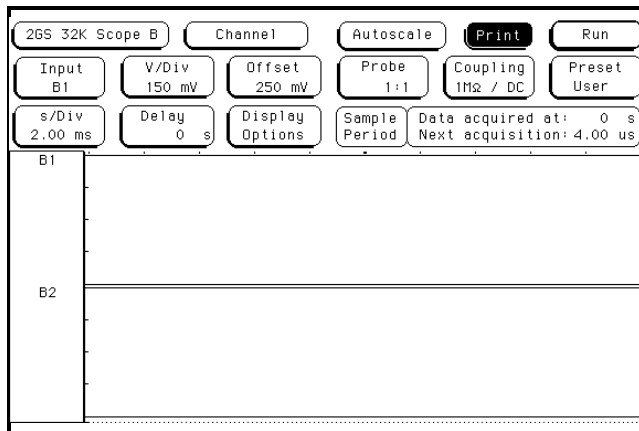 2GS 32K Scope B Channel Autoscale Print Run
Input V/Div Offset Probe Coupling Preset
B1 150 mV 250 mV 1:1 1MΩ / DC User
s/Div Delay Display Sample Data acquired at: 0 s
2.00 ms 0 s Options Period Next acquisition: 4.00 us
B1
B2